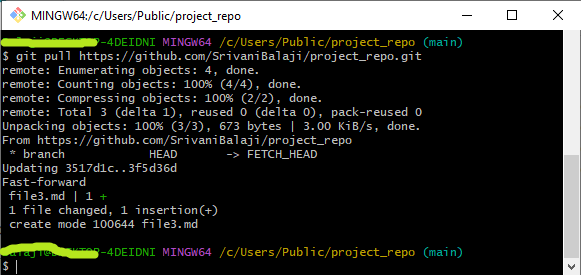 MINGW64:/c/Users/Public/project_repo
-4DEIDNI MINGW64 /c/Users/Public/project_repo (main)
$ git pull https://github.com/SrivaniBalaji/project_repo.git
remote: Enumerating objects: 4, done.
remote: Counting objects: 100% (4/4), done.
remote: Compressing objects: 100% (2/2), done.
remote: Total 3 (delta 1), reused 0 (delta 0), pack-reused 0
Unpacking objects: 100% (3/3), 673 bytes | 3.00 KiB/s, done.
From https://github.com/SrivaniBalaji/project_repo
 * branch            HEAD       -> FETCH_HEAD
Updating 3517d1c..3f5d36d
Fast-forward
 file3.md | 1 +
 1 file changed, 1 insertion(+)
 create mode 100644 file3.md
-4DEIDNI MINGW64 /c/Users/Public/project_repo (main)
$